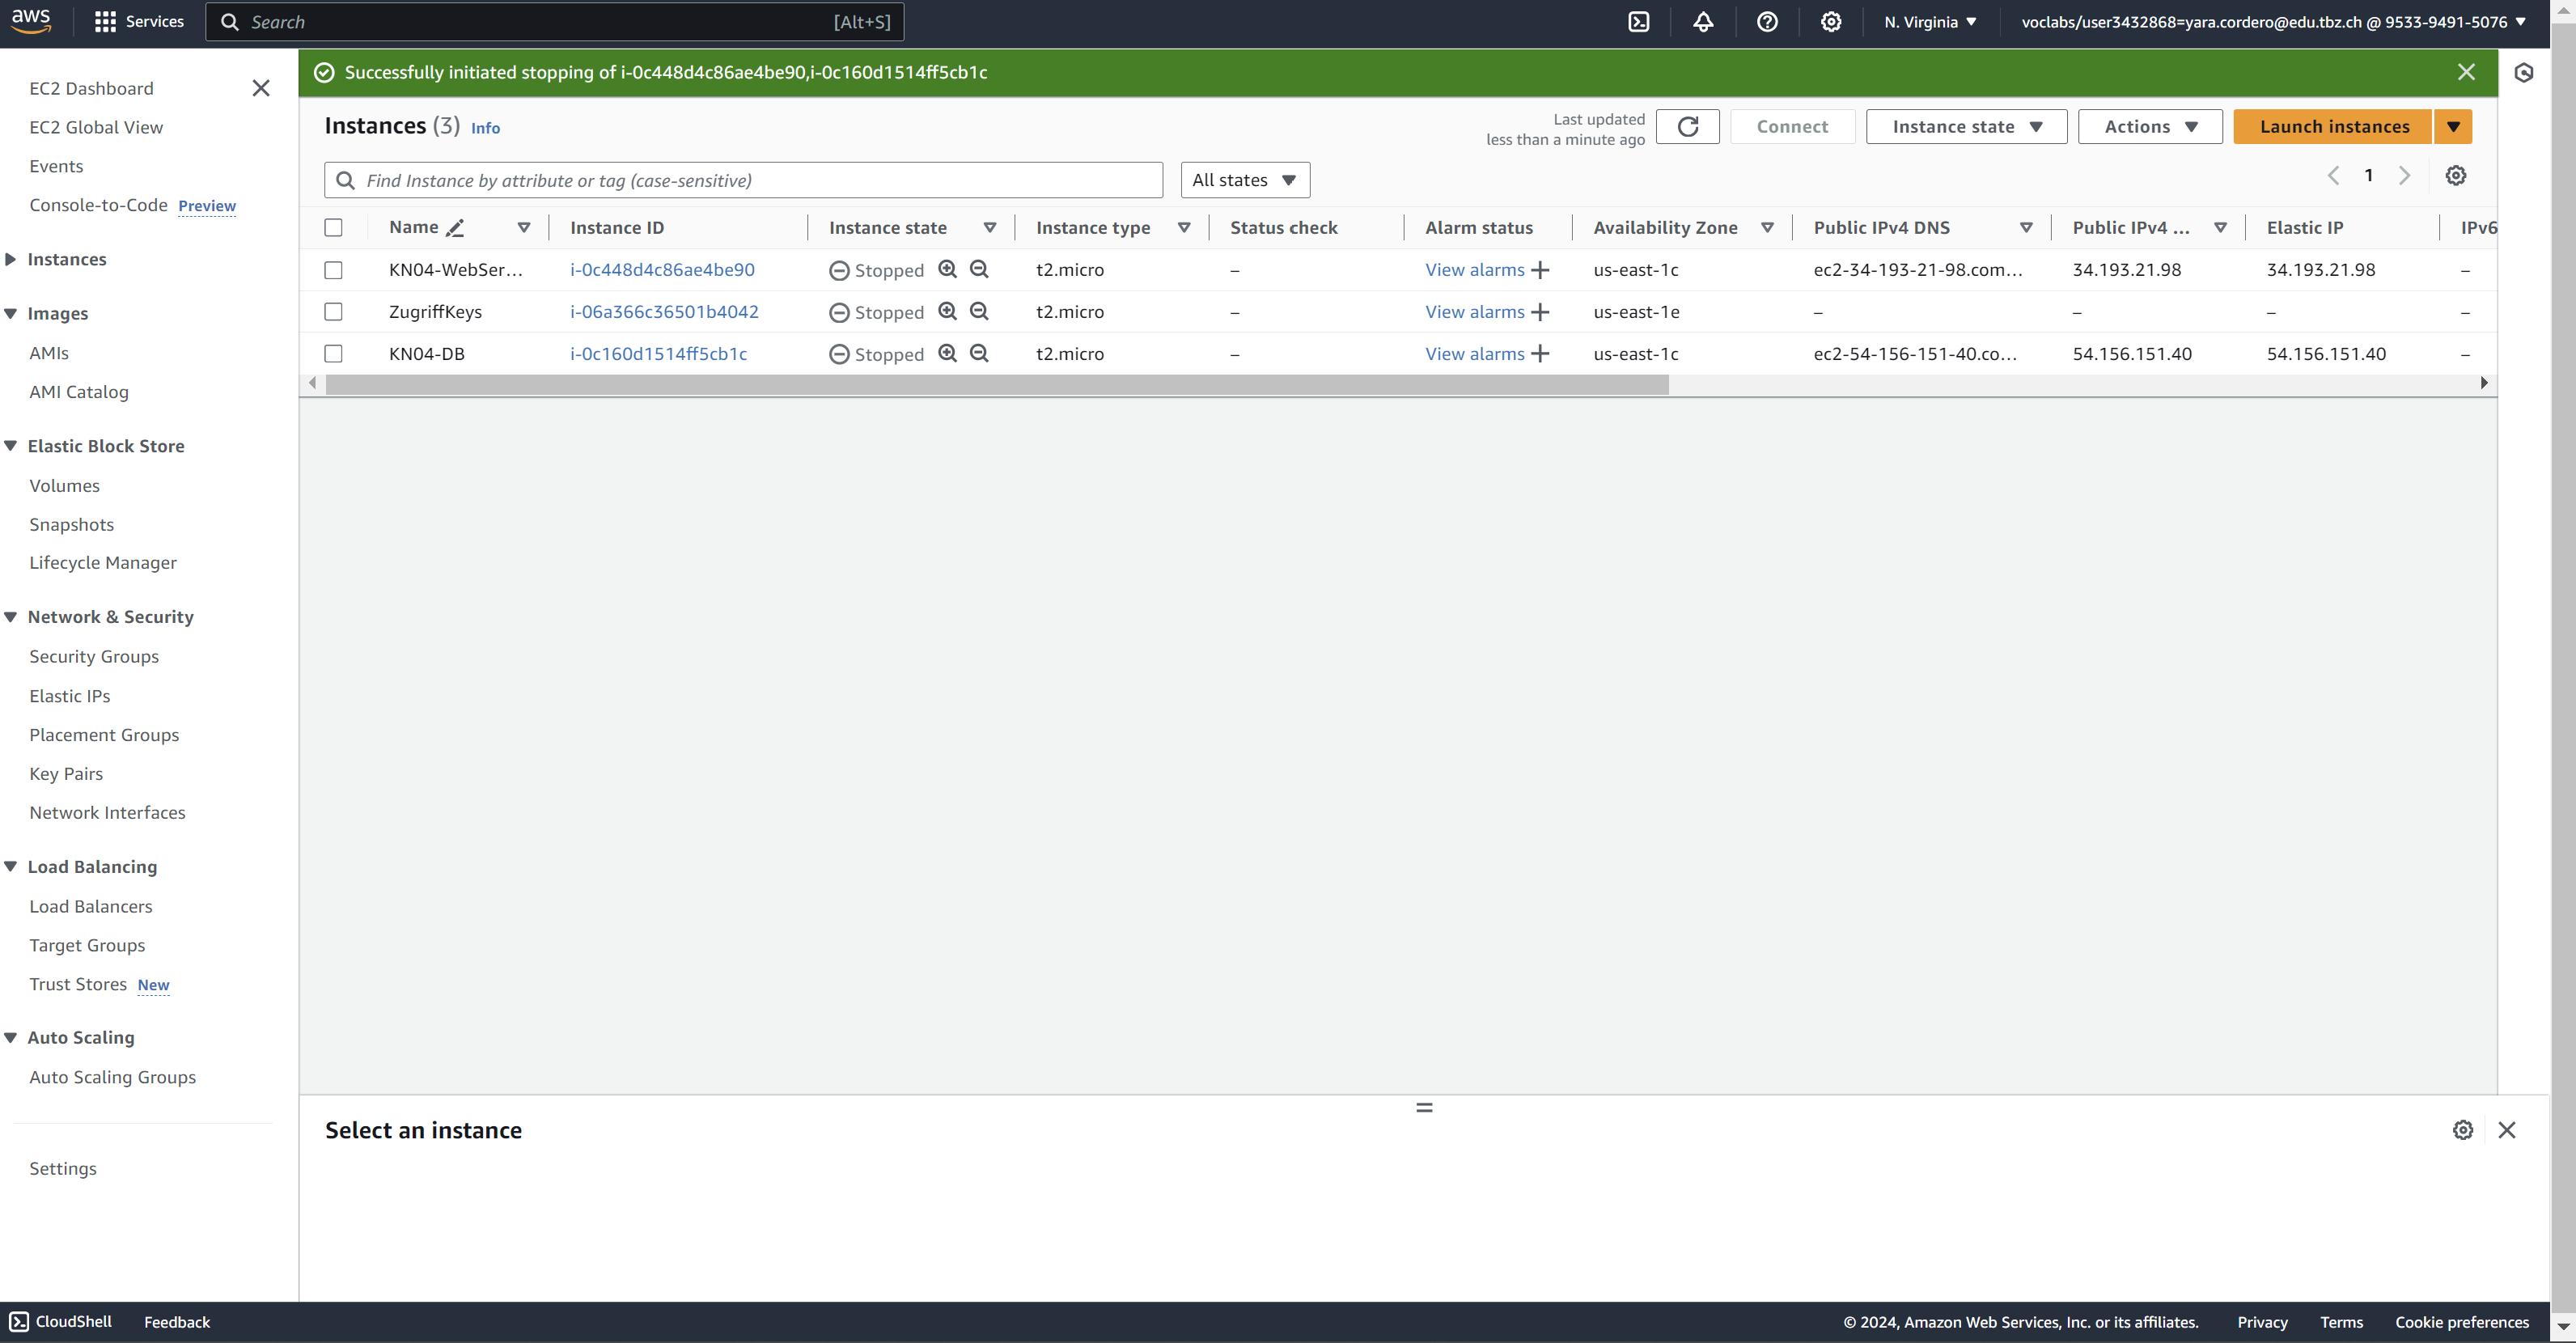 aws Services Search [Alt+S] N. Virginia voclabs/user3432868=yara.cordero@edu.tbz.ch @ 9533-9491-5076
EC2 Dashboard
EC2 Global View
Events
Console-to-Code Preview
Instances
Images
AMIs
AMI Catalog
Elastic Block Store
Volumes
Snapshots
Lifecycle Manager
Network & Security
Security Groups
Elastic IPs
Placement Groups
Key Pairs
Network Interfaces
Load Balancing
Load Balancers
Target Groups
Trust Stores New
Auto Scaling
Auto Scaling Groups
Settings
Successfully initiated stopping of i-0c448d4c86ae4be90,i-0c160d1514ff5cb1c
Instances (3) Info
Last updated
less than a minute ago
Connect Instance state Actions Launch instances
Find Instance by attribute or tag (case-sensitive) All states 1
Name Instance ID Instance state Instance type Status check Alarm status Availability Zone Public IPv4 DNS Public IPv4 ... Elastic IP IPv6
KN04-WebSer... i-0c448d4c86ae4be90 Stopped t2.micro – View alarms us-east-1c ec2-34-193-21-98.com... 34.193.21.98 34.193.21.98 –
ZugriffKeys i-06a366c36501b4042 Stopped t2.micro – View alarms us-east-1e – – – –
KN04-DB i-0c160d1514ff5cb1c Stopped t2.micro – View alarms us-east-1c ec2-54-156-151-40.co... 54.156.151.40 54.156.151.40 –
Select an instance
CloudShell Feedback © 2024, Amazon Web Services, Inc. or its affiliates. Privacy Terms Cookie preferences